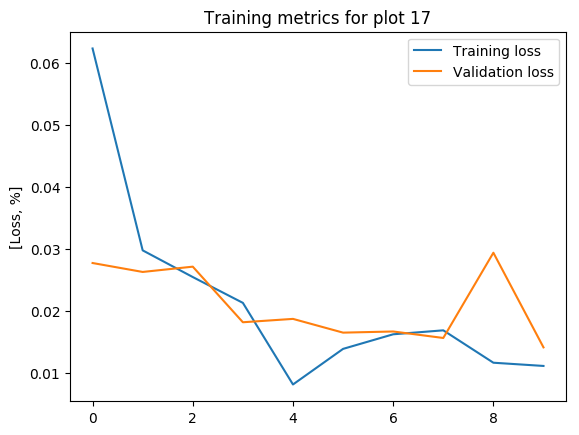 Training metrics for plot 17
Training loss
Validation loss
[Loss, %]
0.06
0.05
0.04
0.03
0.02
0.01
0 2 4 6 8